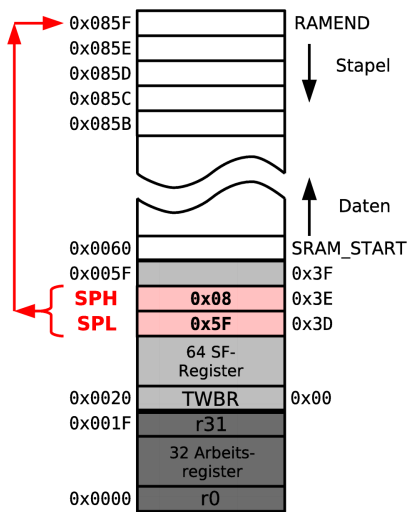 0x085F RAMEND
0x085E
0x085D Stapel
0x085C
0x085B
Daten
0x0060 SRAM_START
0x005F 0x3F
SPH 0x08 0x3E
SPL 0x5F 0x3D
64 SF-
Register
0x0020 TWBR 0x00
0x001F r31
32 Arbeits-
register
0x0000 r0